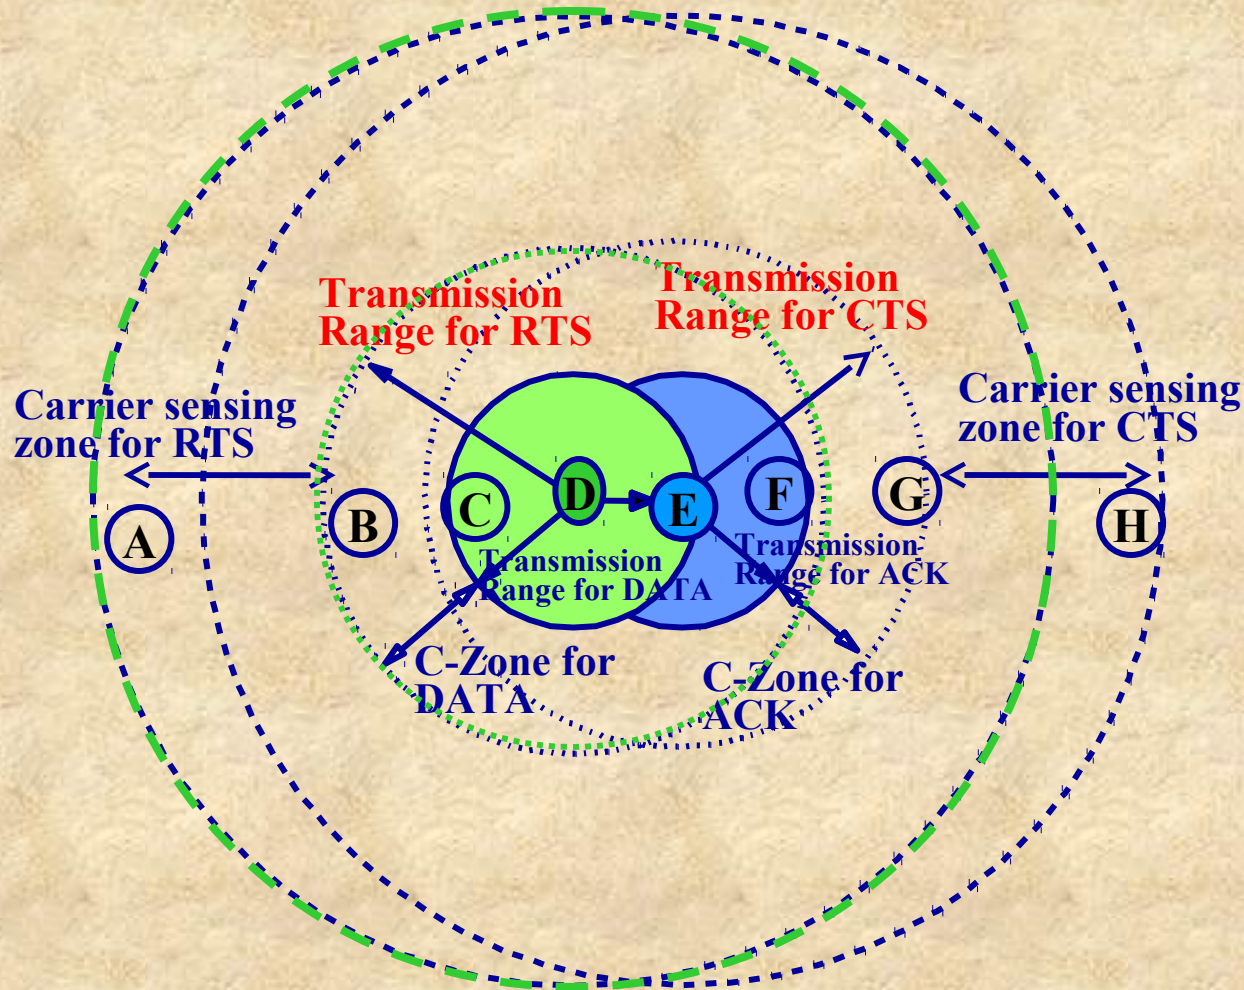 Transmission
Range for RTS
Transmission
Range for CTS
Carrier sensing
zone for RTS
Carrier sensing
zone for CTS
A
B
C
D
E
F
G
H
Transmission
Range for DATA
Transmission
Range for ACK
C-Zone for
DATA
C-Zone for
ACK